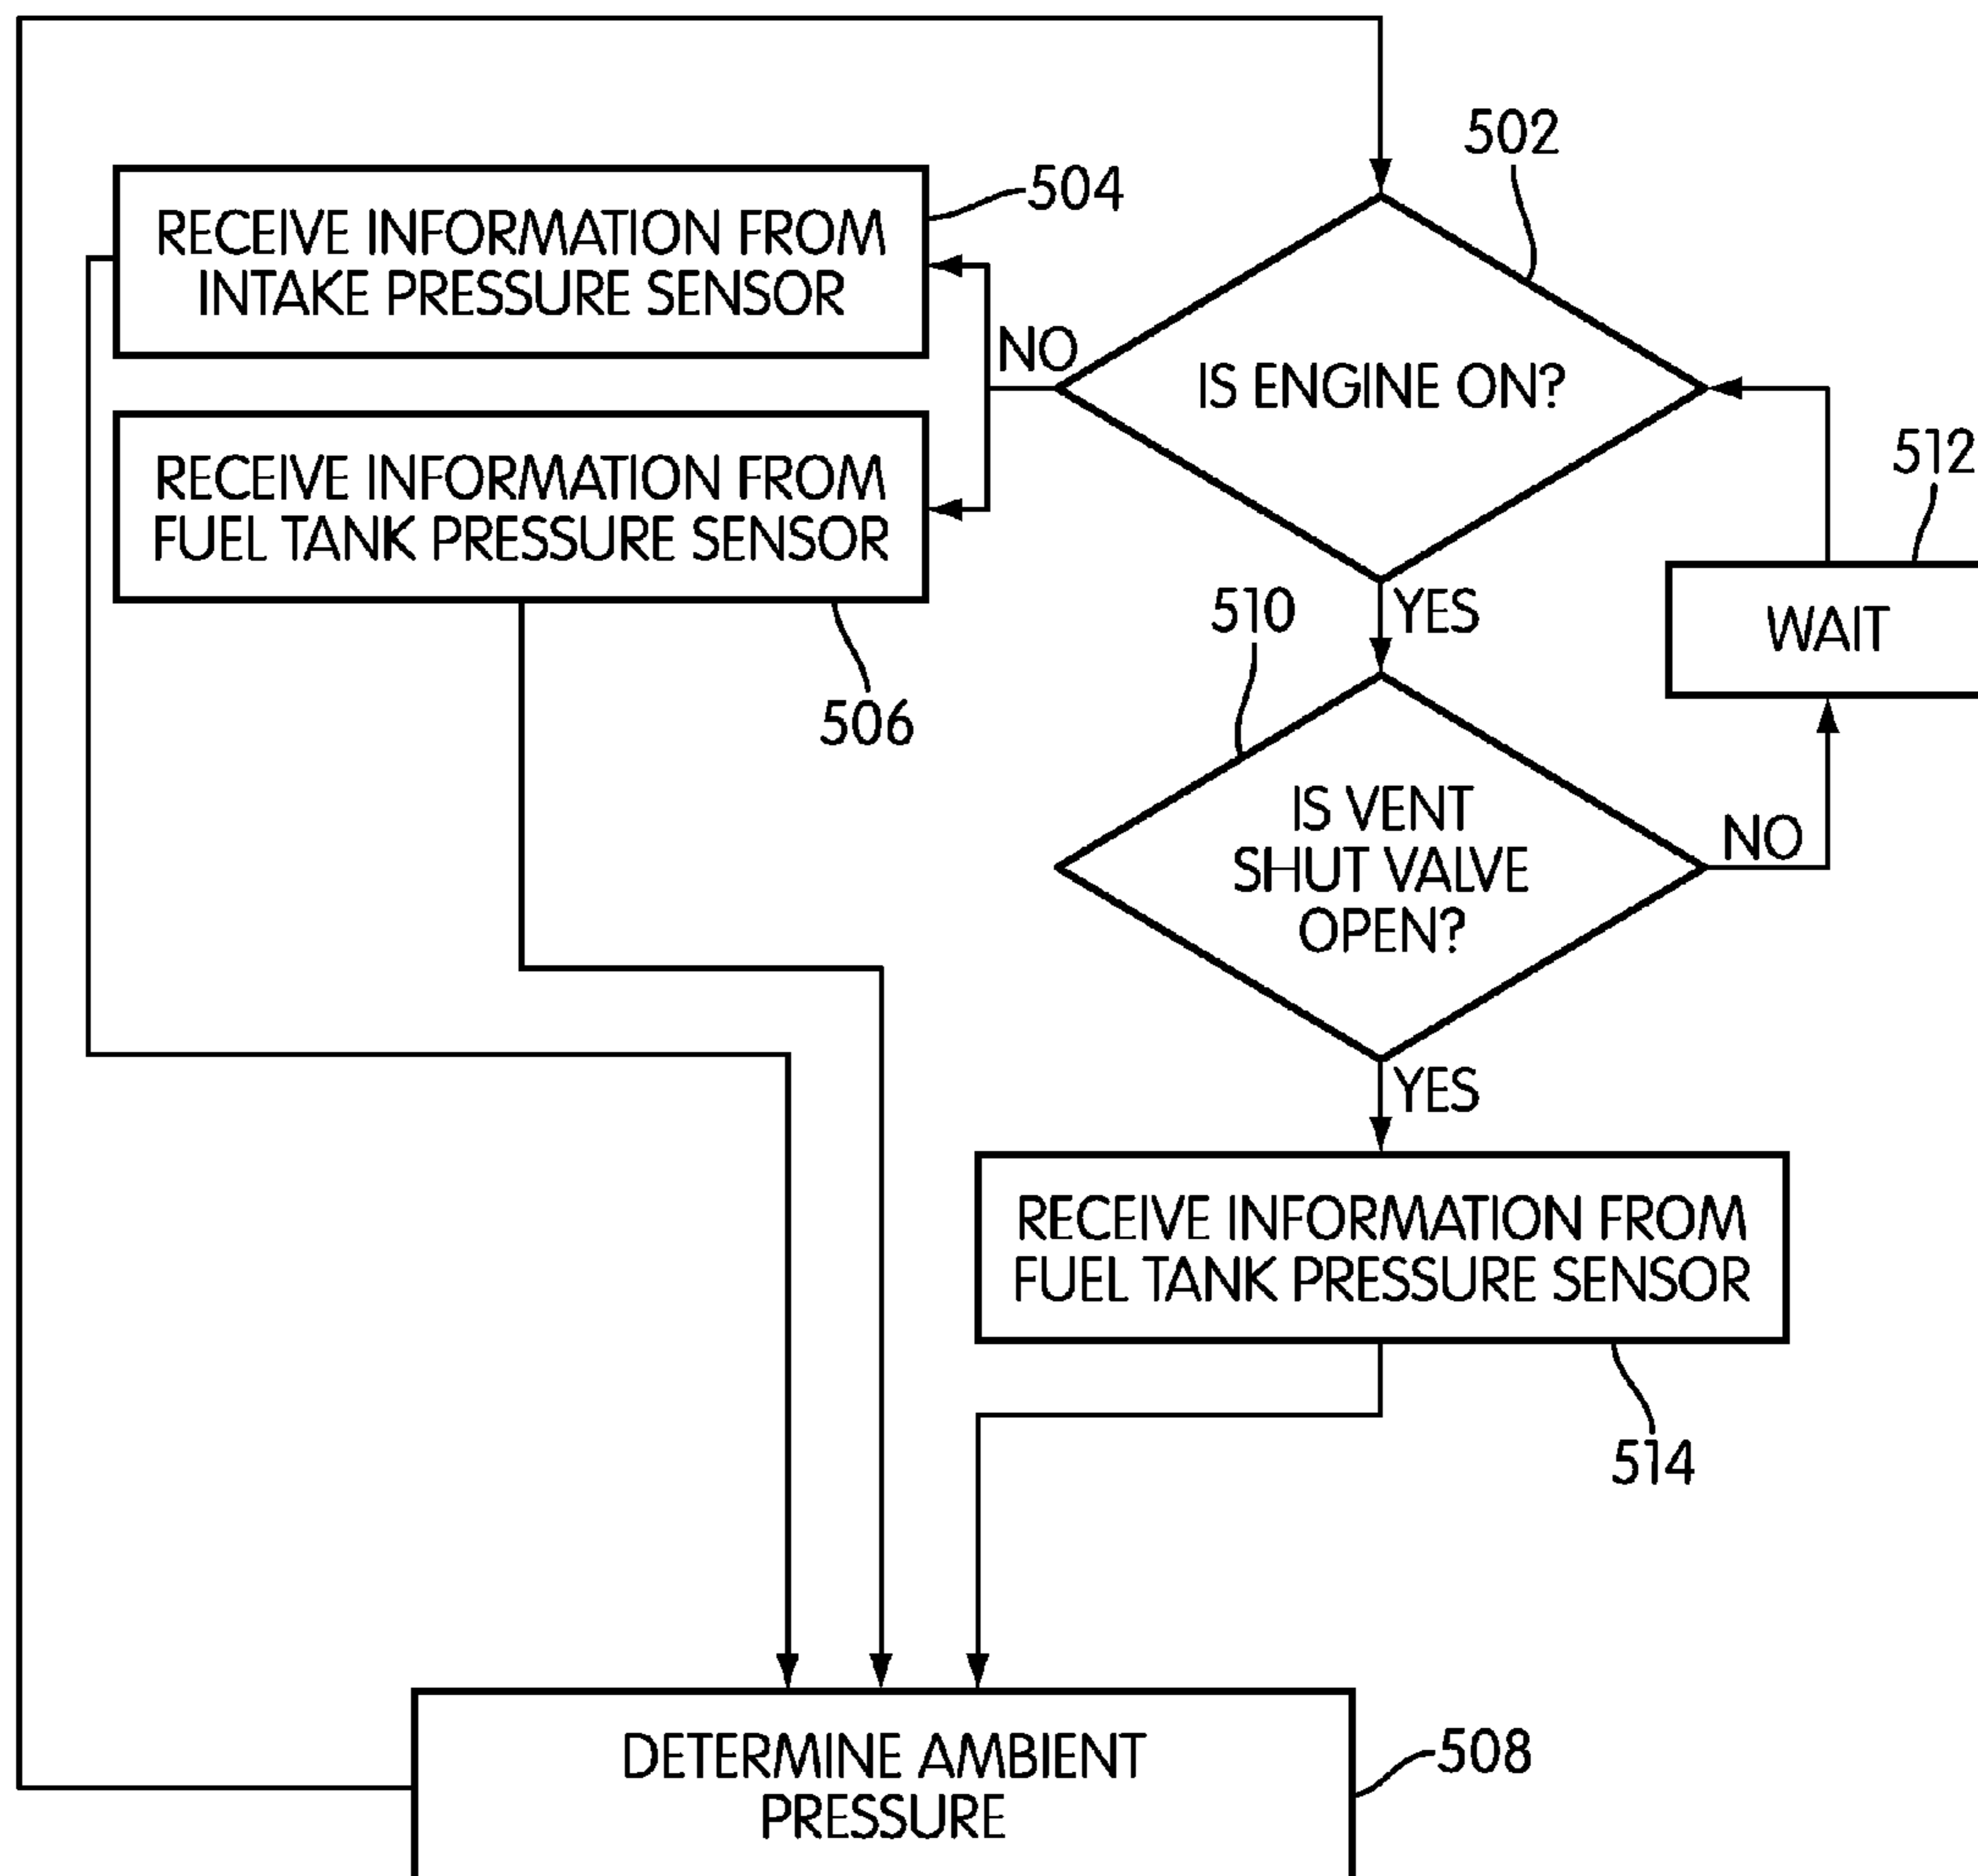 502
504
RECEIVE INFORMATION FROM
INTAKE PRESSURE SENSOR
NO
IS ENGINE ON?
512
RECEIVE INFORMATION FROM
FUEL TANK PRESSURE SENSOR
510
YES
WAIT
506
IS VENT
SHUT VALVE
OPEN?
NO
YES
RECEIVE INFORMATION FROM
FUEL TANK PRESSURE SENSOR
514
DETERMINE AMBIENT
PRESSURE
508